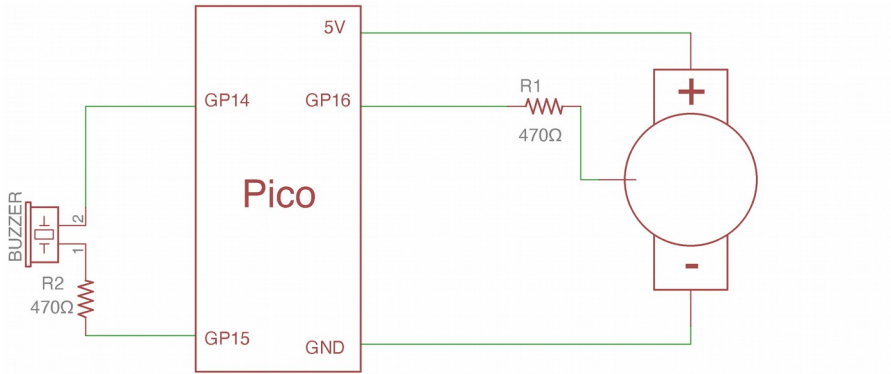 5V
GP14
GP16
R1
470Ω
+
Pico
BUZZER
2
1
R2
470Ω
-
GP15
GND